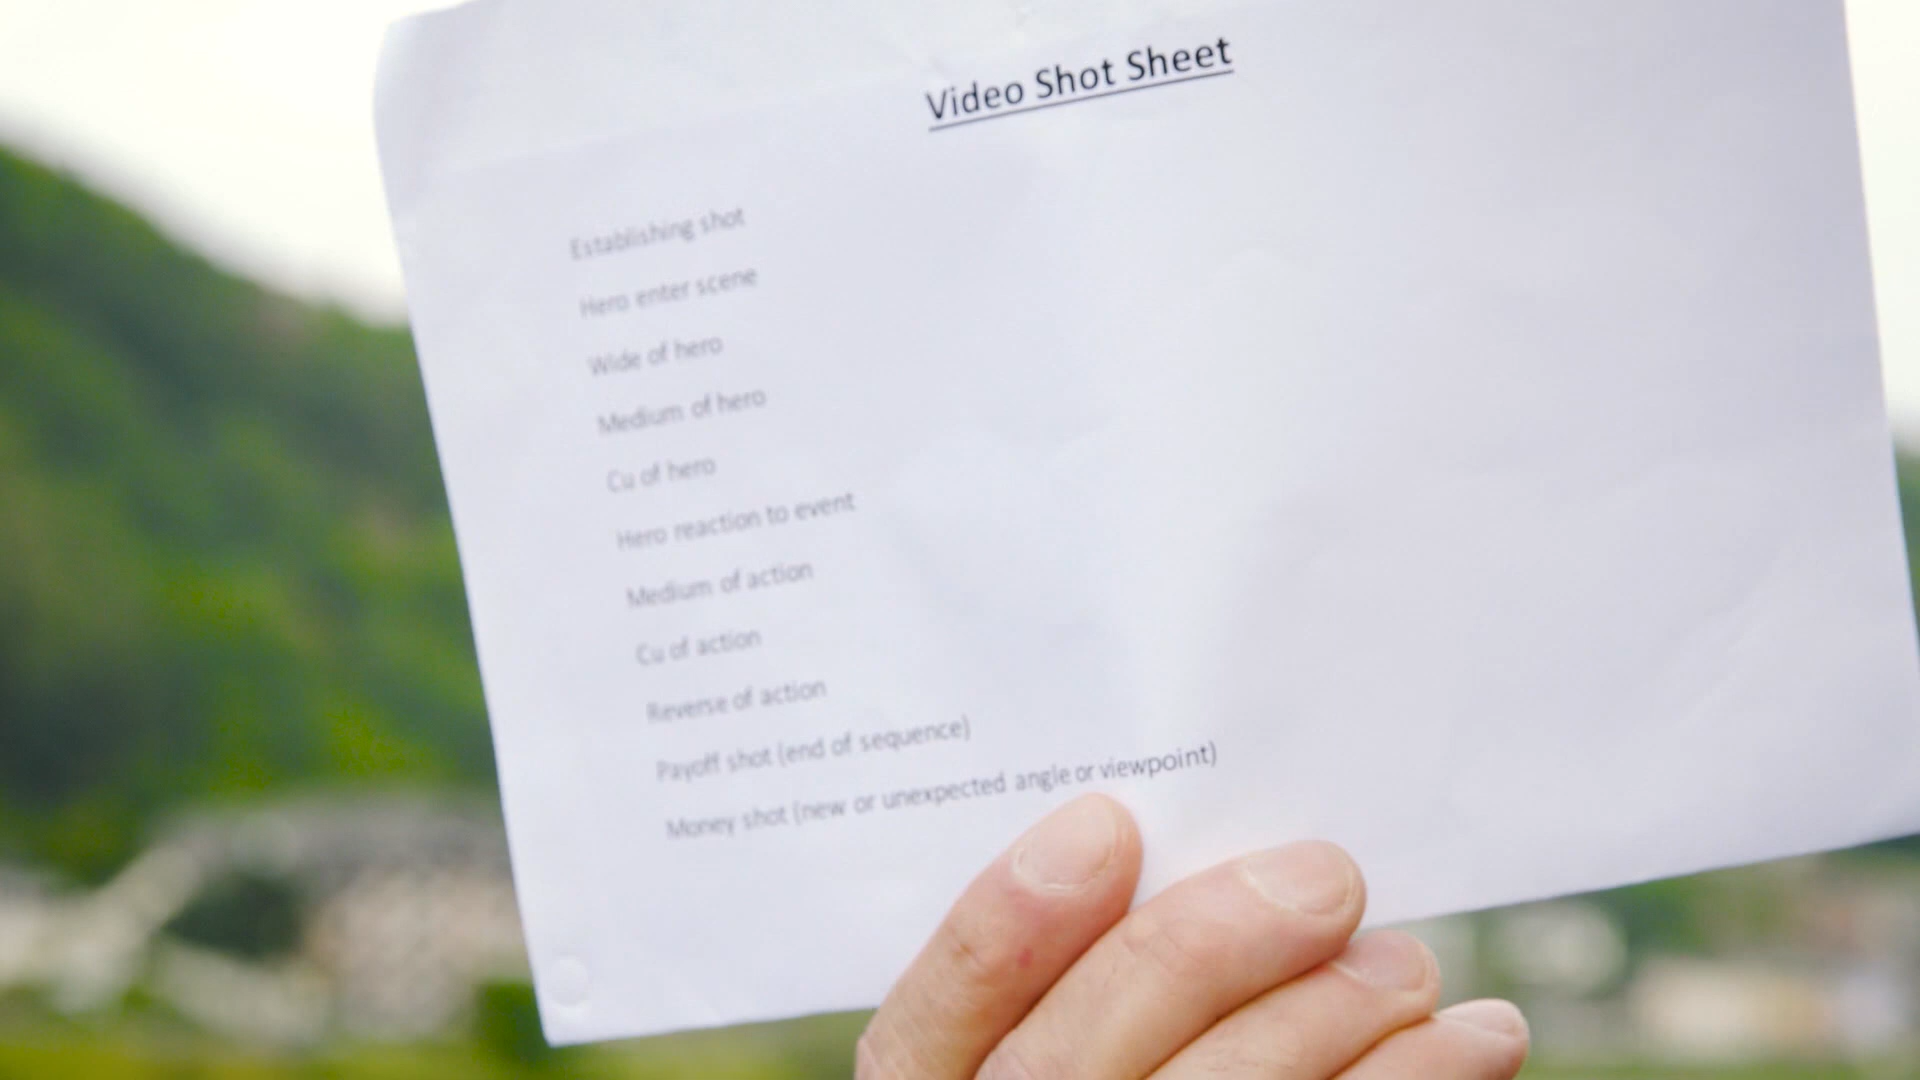 Video Shot Sheet
Establishing shot
Hero enter scene
Wide of hero
Medium of hero
Cu of hero
Hero reaction to event
Medium of action
Cu of action
Reverse of action
Payoff shot (end of sequence)
Money shot (new or unexpected angle or viewpoint)